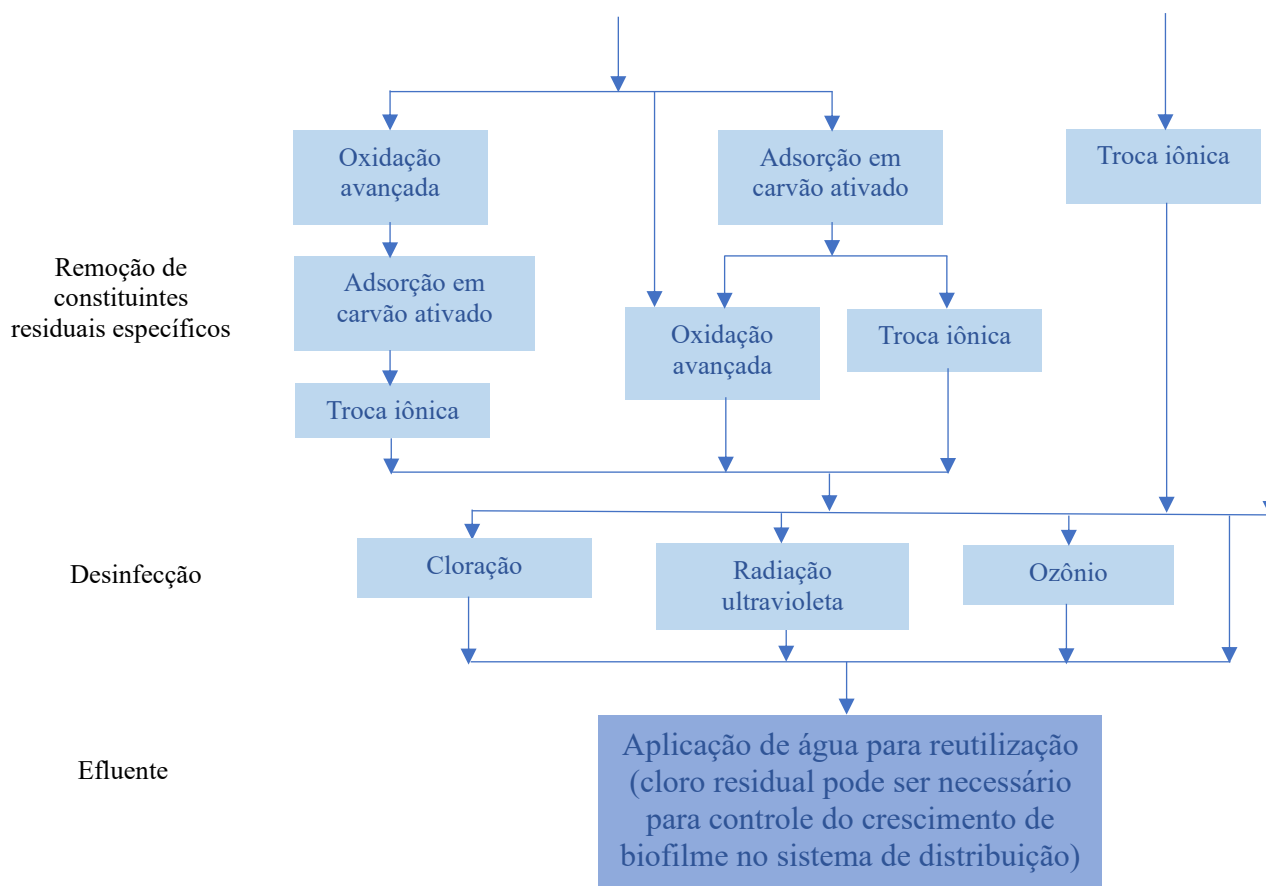 Oxidação
avançada
Adsorção em
carvão ativado
Troca iônica
Remoção de
constituintes
residuais específicos
Adsorção em
carvão ativado
Oxidação
avançada
Troca iônica
Troca iônica
Desinfecção
Cloração
Radiação
ultravioleta
Ozônio
Efluente
Aplicação de água para reutilização
(cloro residual pode ser necessário
para controle do crescimento de
biofilme no sistema de distribuição)